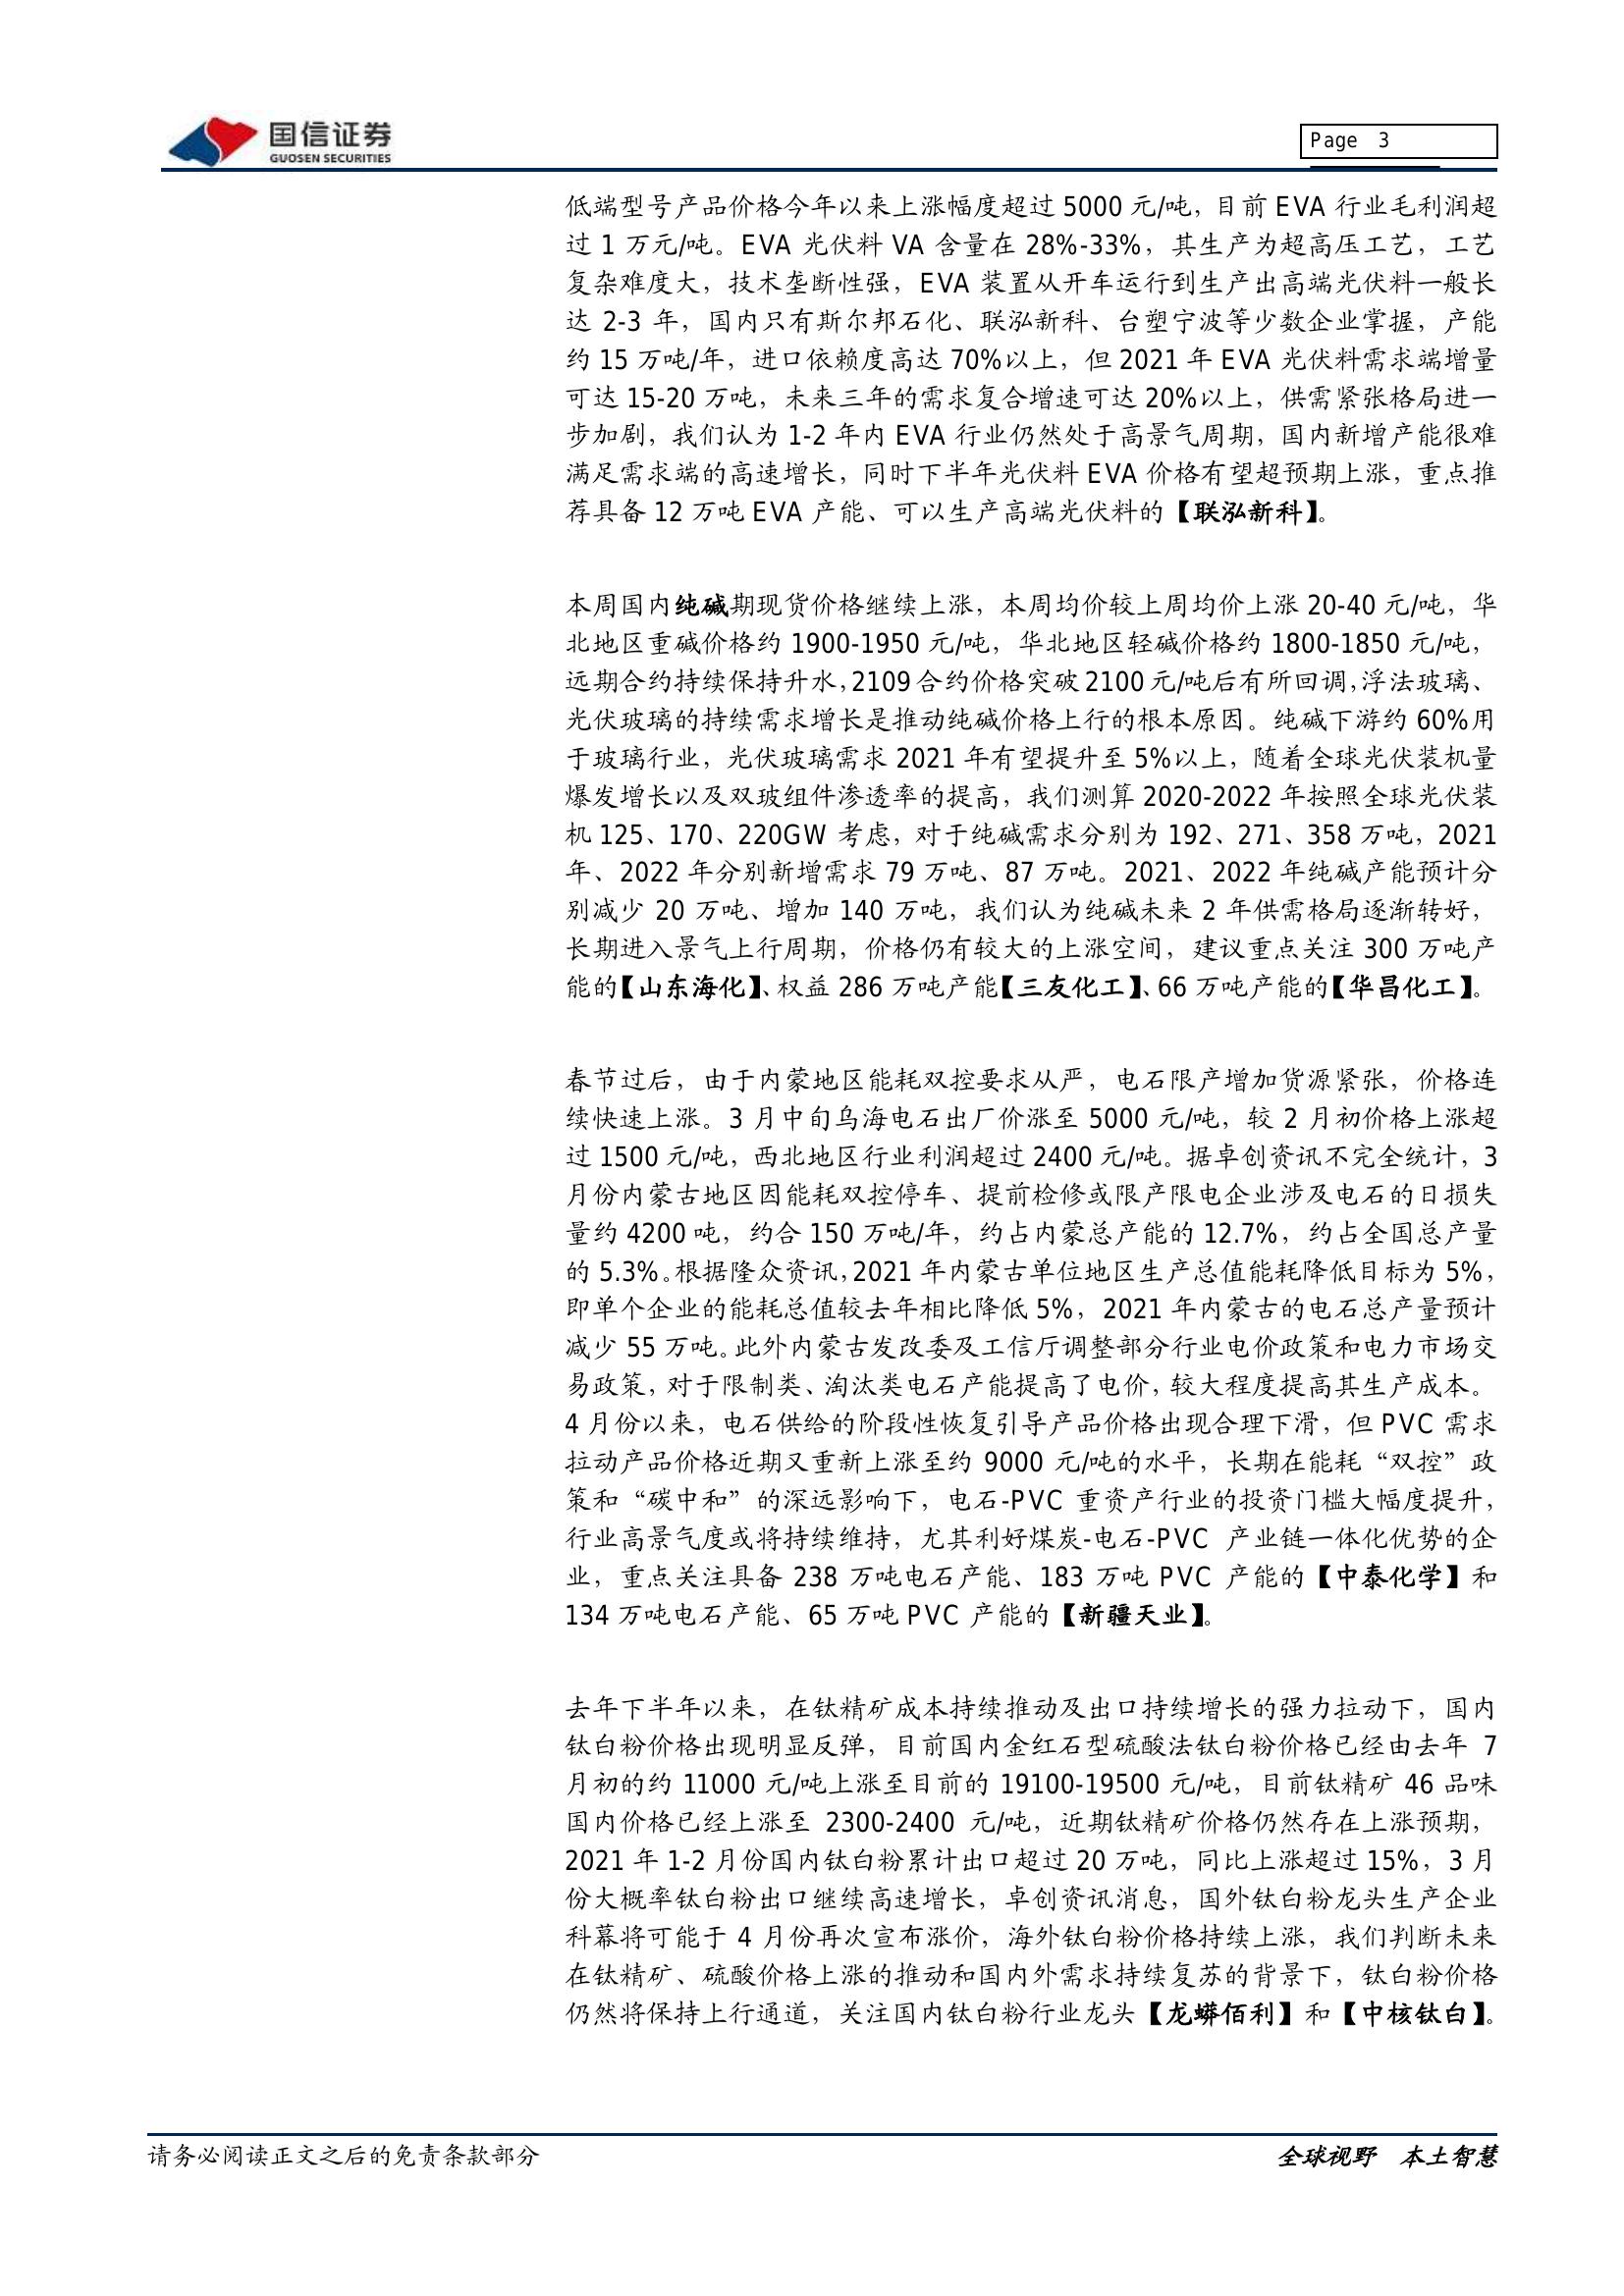 国信证券
GUOSEN SECURITIES
Page 3
低端型号产品价格今年以来上涨幅度超过 5000 元/吨，目前 EVA 行业毛利润超
过 1 万元/吨。EVA 光伏料 VA 含量在 28%-33%，其生产为超高压工艺，工艺
复杂难度大，技术垄断性强，EVA 装置从开车运行到生产出高端光伏料一般长
达 2-3 年，国内只有斯尔邦石化、联泓新科、台塑宁波等少数企业掌握，产能
约 15 万吨/年，进口依赖度高达 70%以上，但 2021 年 EVA 光伏料需求端增量
可达 15-20 万吨，未来三年的需求复合增速可达 20%以上，供需紧张格局进一
步加剧，我们认为 1-2 年内 EVA 行业仍然处于高景气周期，国内新增产能很难
满足需求端的高速增长，同时下半年光伏料 EVA 价格有望超预期上涨，重点推
荐具备 12 万吨 EVA 产能、可以生产高端光伏料的【联泓新科】。
本周国内纯碱期现货价格继续上涨，本周均价较上周均价上涨 20-40 元/吨，华
北地区重碱价格约 1900-1950 元/吨，华北地区轻碱价格约 1800-1850 元/吨，
远期合约持续保持升水，2109 合约价格突破 2100 元/吨后有所回调，浮法玻璃、
光伏玻璃的持续需求增长是推动纯碱价格上行的根本原因。纯碱下游约 60%用
于玻璃行业，光伏玻璃需求 2021 年有望提升至 5%以上，随着全球光伏装机量
爆发增长以及双玻组件渗透率的提高，我们测算 2020-2022 年按照全球光伏装
机 125、170、220GW 考虑，对于纯碱需求分别为 192、271、358 万吨，2021
年、2022 年分别新增需求 79 万吨、87 万吨。2021、2022 年纯碱产能预计分
别减少 20 万吨、增加 140 万吨，我们认为纯碱未来 2 年供需格局逐渐转好，
长期进入景气上行周期，价格仍有较大的上涨空间，建议重点关注 300 万吨产
能的【山东海化】、权益 286 万吨产能【三友化工】、66 万吨产能的【华昌化工】。
春节过后，由于内蒙地区能耗双控要求从严，电石限产增加货源紧张，价格连
续快速上涨。3 月中旬乌海电石出厂价涨至 5000 元/吨，较 2 月初价格上涨超
过 1500 元/吨，西北地区行业利润超过 2400 元/吨。据卓创资讯不完全统计，3
月份内蒙古地区因能耗双控停车、提前检修或限产限电企业涉及电石的日损失
量约 4200 吨，约合 150 万吨/年，约占内蒙总产能的 12.7%，约占全国总产量
的 5.3%。根据隆众资讯，2021 年内蒙古单位地区生产总值能耗降低目标为 5%，
即单个企业的能耗总值较去年相比降低 5%，2021 年内蒙古的电石总产量预计
减少 55 万吨。此外内蒙古发改委及工信厅调整部分行业电价政策和电力市场交
易政策，对于限制类、淘汰类电石产能提高了电价，较大程度提高其生产成本。
4 月份以来，电石供给的阶段性恢复引导产品价格出现合理下滑，但 PVC 需求
拉动产品价格近期又重新上涨至约 9000 元/吨的水平，长期在能耗“双控”政
策和“碳中和”的深远影响下，电石-PVC 重资产行业的投资门槛大幅度提升，
行业高景气度或将持续维持，尤其利好煤炭-电石-PVC 产业链一体化优势的企
业，重点关注具备 238 万吨电石产能、183 万吨 PVC 产能的【中泰化学】和
134 万吨电石产能、65 万吨 PVC 产能的【新疆天业】。
去年下半年以来，在钛精矿成本持续推动及出口持续增长的强力拉动下，国内
钛白粉价格出现明显反弹，目前国内金红石型硫酸法钛白粉价格已经由去年 7
月初的约 11000 元/吨上涨至目前的 19100-19500 元/吨，目前钛精矿 46 品味
国内价格已经上涨至 2300-2400 元/吨，近期钛精矿价格仍然存在上涨预期，
2021 年 1-2 月份国内钛白粉累计出口超过 20 万吨，同比上涨超过 15%，3 月
份大概率钛白粉出口继续高速增长，卓创资讯消息，国外钛白粉龙头生产企业
科慕将可能于 4 月份再次宣布涨价，海外钛白粉价格持续上涨，我们判断未来
在钛精矿、硫酸价格上涨的推动和国内外需求持续复苏的背景下，钛白粉价格
仍然将保持上行通道，关注国内钛白粉行业龙头【龙蟒佰利】和【中核钛白】。
请务必阅读正文之后的免责条款部分
全球视野 本土智慧